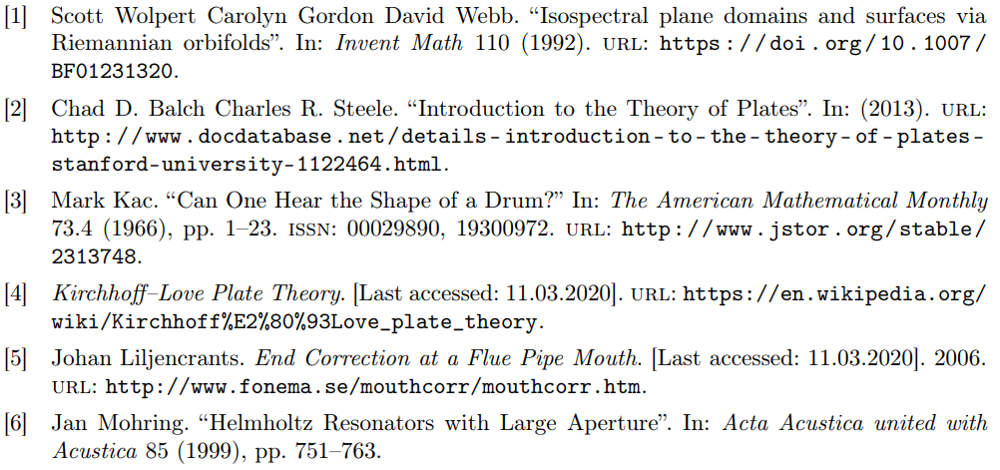 [1] Scott Wolpert Carolyn Gordon David Webb. “Isospectral plane domains and surfaces via
Riemannian orbifolds”. In: Invent Math 110 (1992). URL: https://doi.org/10.1007/
BF01231320.
[2] Chad D. Balch Charles R. Steele. “Introduction to the Theory of Plates”. In: (2013). URL:
http://www.docdatabase.net/details-introduction-to-the-theory-of-plates-
stanford-university-1122464.html.
[3] Mark Kac. “Can One Hear the Shape of a Drum?” In: The American Mathematical Monthly
73.4 (1966), pp. 1–23. ISSN: 00029890, 19300972. URL: http://www.jstor.org/stable/
2313748.
[4] Kirchhoff–Love Plate Theory. [Last accessed: 11.03.2020]. URL: https://en.wikipedia.org/
wiki/Kirchhoff%E2%80%93Love_plate_theory.
[5] Johan Liljencrants. End Correction at a Flue Pipe Mouth. [Last accessed: 11.03.2020]. 2006.
URL: http://www.fonema.se/mouthcorr/mouthcorr.htm.
[6] Jan Mohring. “Helmholtz Resonators with Large Aperture”. In: Acta Acustica united with
Acustica 85 (1999), pp. 751–763.